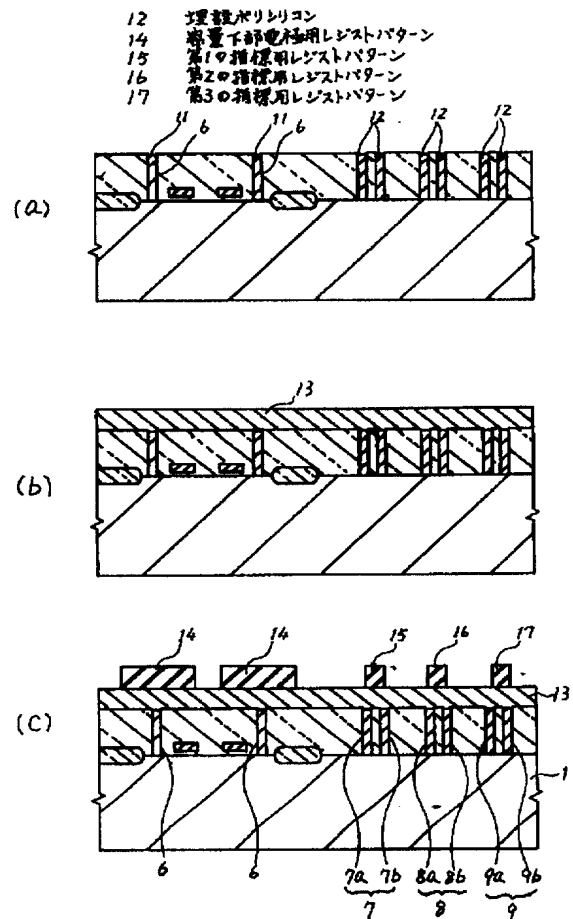 12 埋設ポリシリコン
14 容量下部電極用レジストパターン
15 第1の指標用レジストパターン
16 第2の指標用レジストパターン
17 第3の指標用レジストパターン
11 6 11 6 12 12 12
(a)
13
(b)
14 14 15 16 17
13
(c)
1
6 6 7a 7b 8a 8b 9a 9b
7 8 9